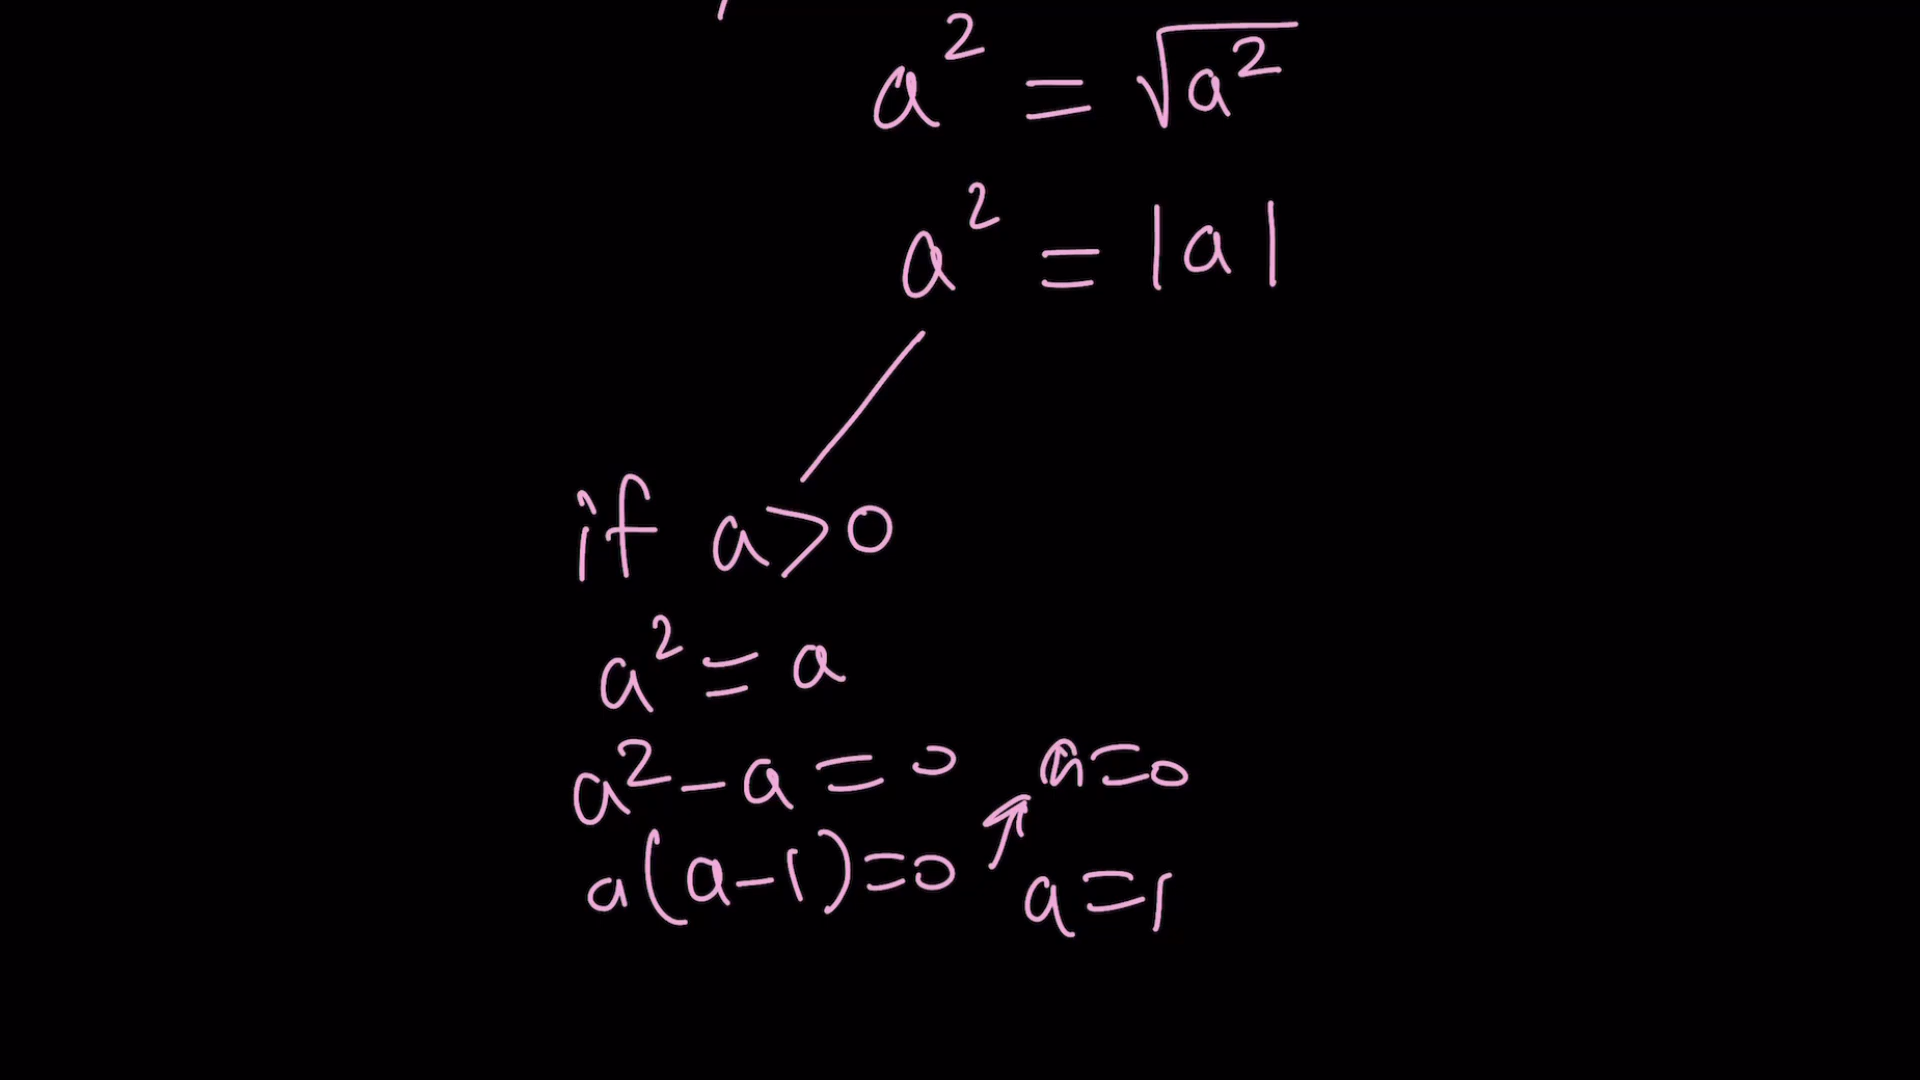 a² = √a²
a² = |a|
if a>0
a² = a
a² - a = 0 a=0
a(a-1)=0 a=1